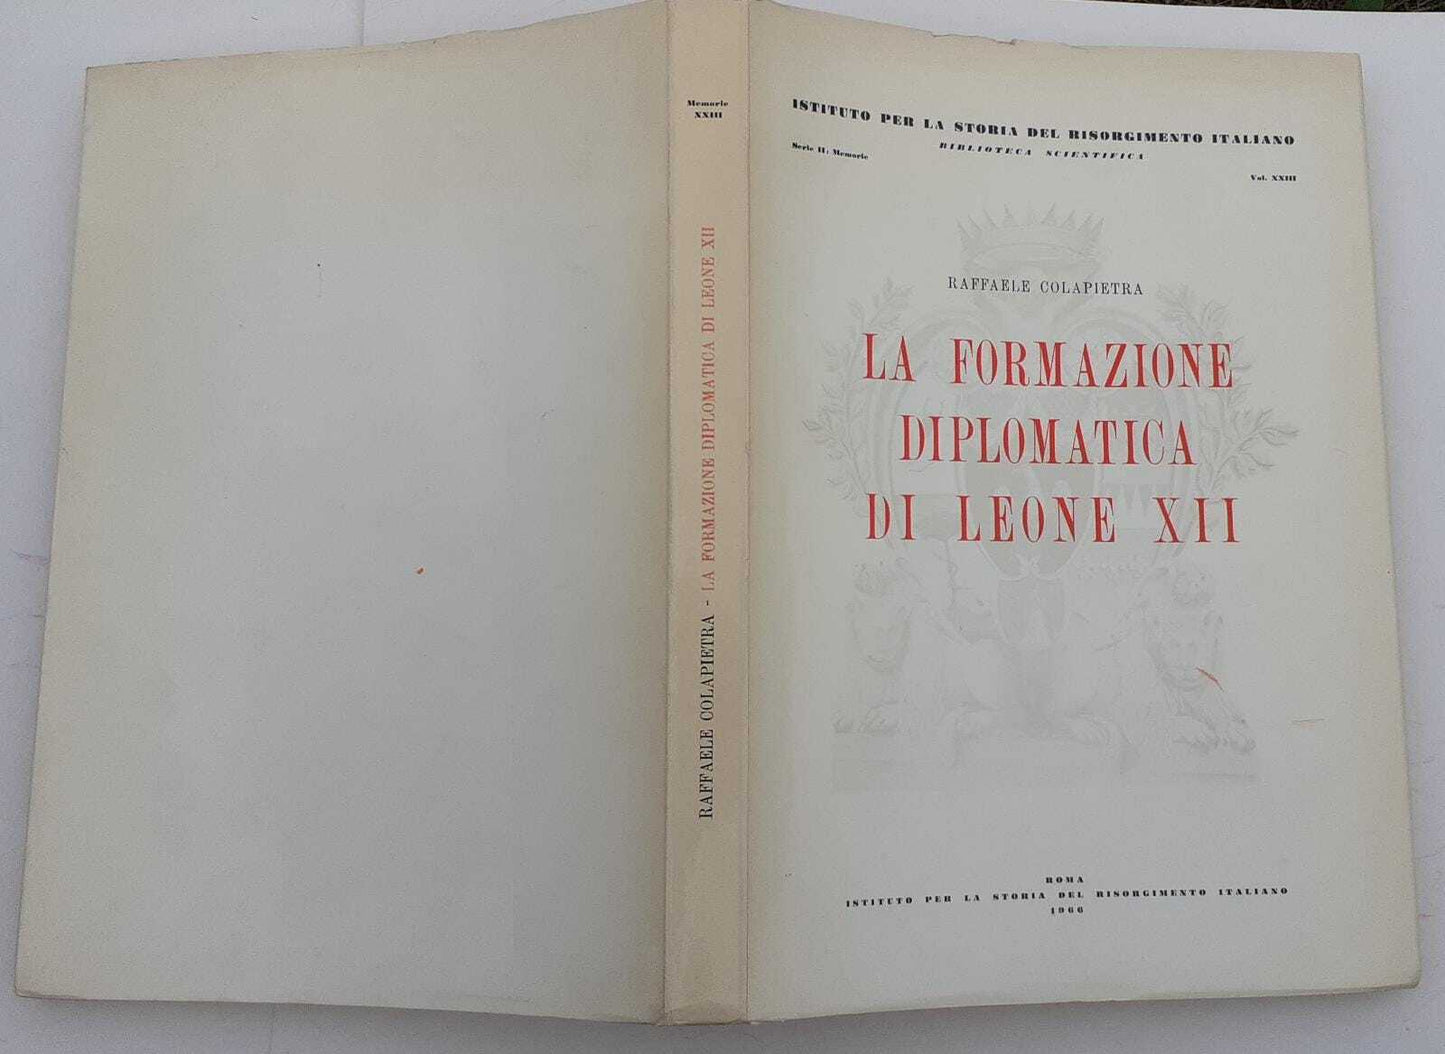 Memorie
XXIII
RAFFAELE COLAPIETRA - LA FORMAZIONE DIPLOMATICA DI LEONE XII
ISTITUTO PER LA STORIA DEL RISORGIMENTO ITALIANO
BIBLIOTECA SCIENTIFICA
Serie II: Memorie
Vol. XXIII
RAFFAELE COLAPIETRA
LA FORMAZIONE
DIPLOMATICA
DI LEONE XII
ROMA
ISTITUTO PER LA STORIA DEL RISORGIMENTO ITALIANO
1966